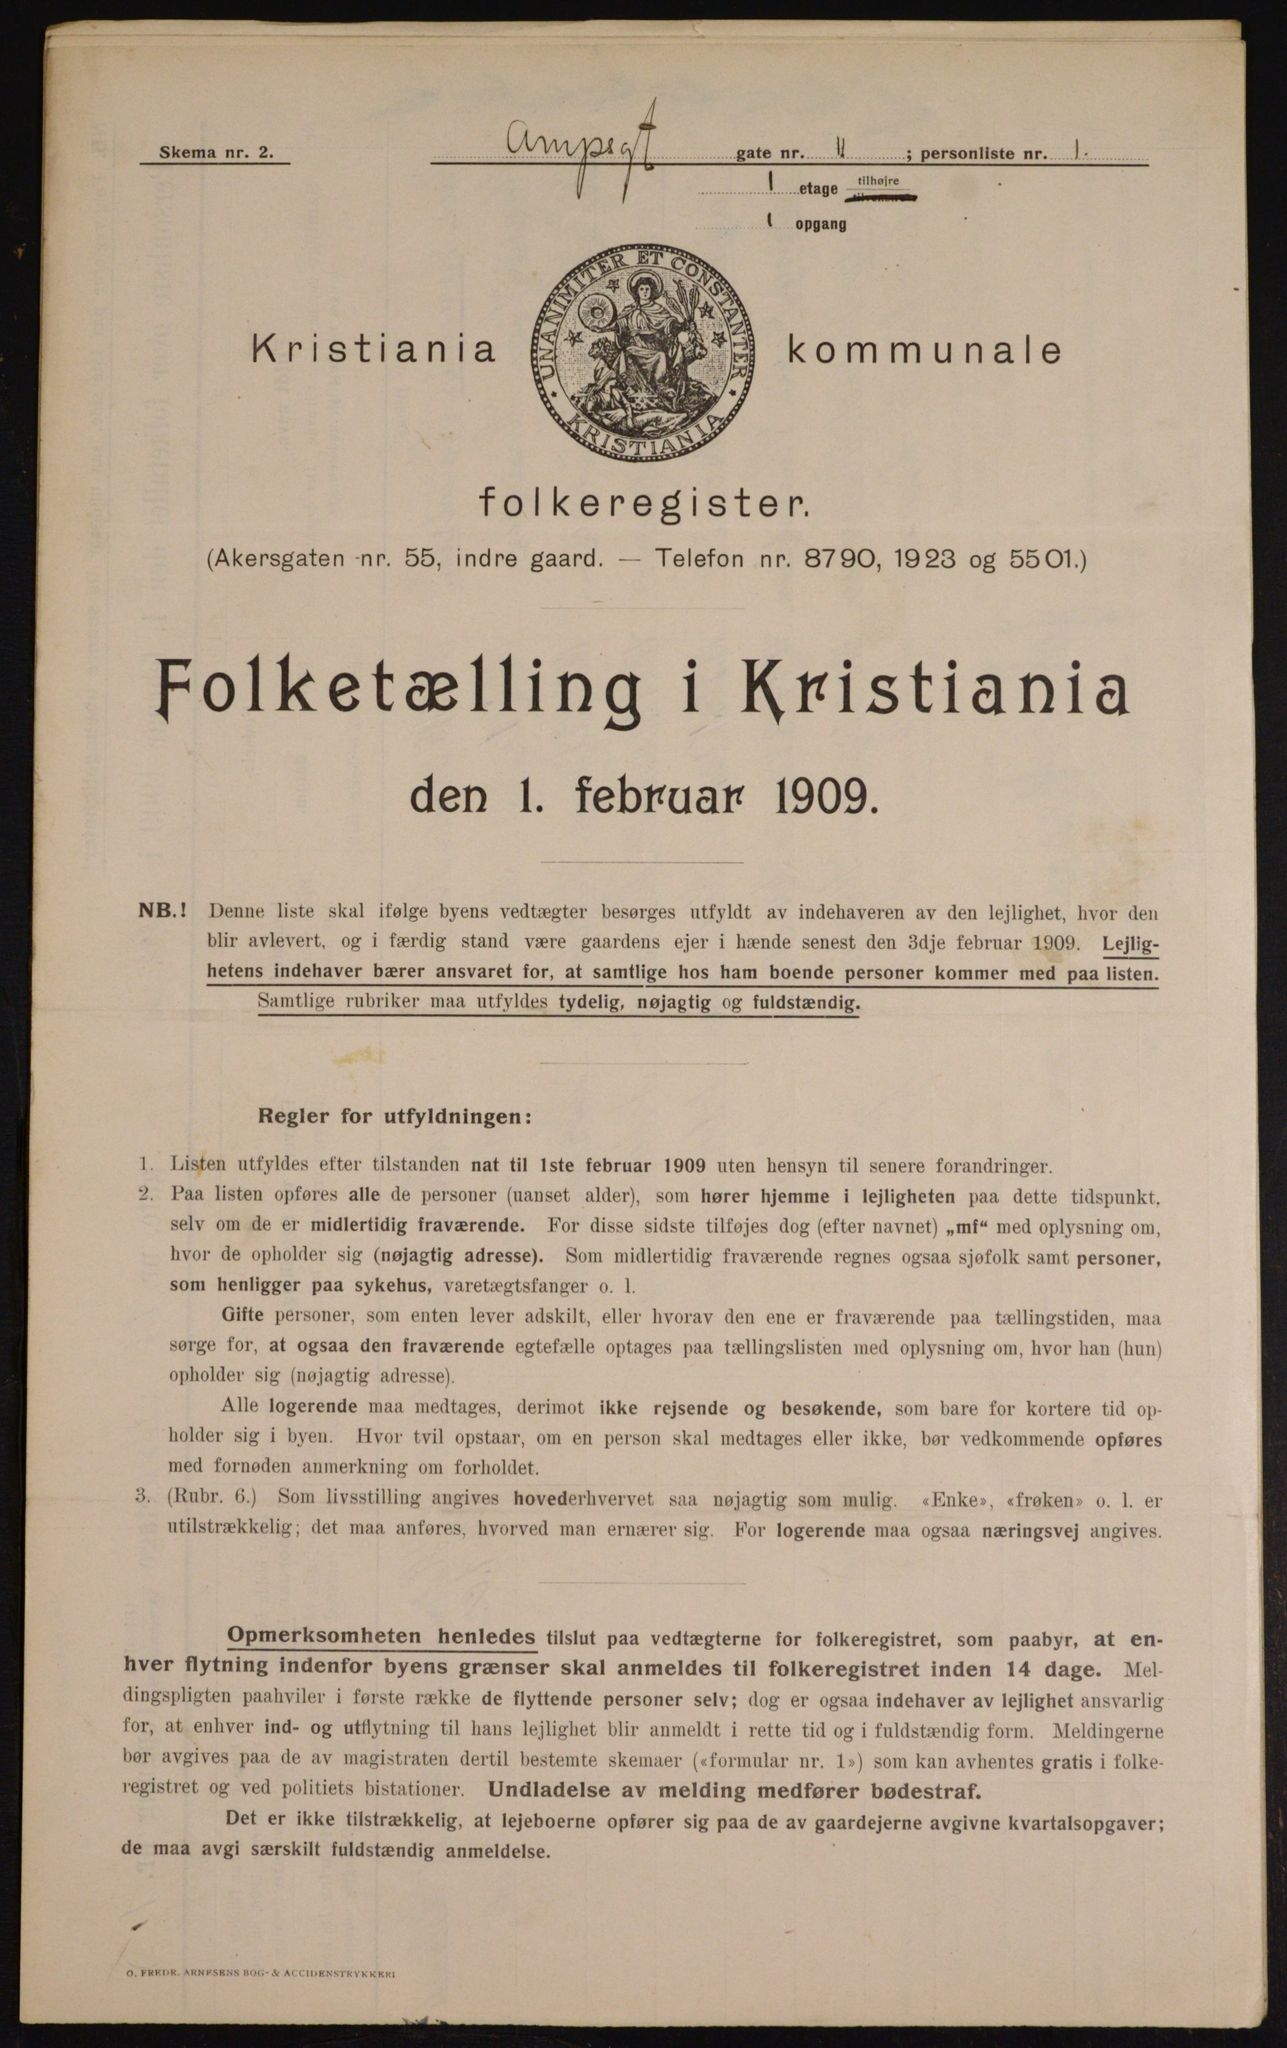 Skema nr. 2. Ampsgt gate nr. 11 ; personliste nr. 1.
1 etage tilhøjre
1 opgang
UNANIMITER ET CONSTANTER
KRISTIANIA
Kristiania kommunale
folkeregister.
(Akersgaten nr. 55, indre gaard. — Telefon nr. 8790, 1923 og 5501.)
Folketælling i Kristiania
den 1. februar 1909.
NB.! Denne liste skal ifølge byens vedtægter besørges utfyldt av indehaveren av den lejlighet, hvor den
blir avlevert, og i færdig stand være gaardens ejer i hænde senest den 3dje februar 1909. Lejlig-
hetens indehaver bærer ansvaret for, at samtlige hos ham boende personer kommer med paa listen.
Samtlige rubriker maa utfyldes tydelig, nøjagtig og fuldstændig.
Regler for utfyldningen:
1. Listen utfyldes efter tilstanden nat til 1ste februar 1909 uten hensyn til senere forandringer.
2. Paa listen opføres alle de personer (uanset alder), som hører hjemme i lejligheten paa dette tidspunkt,
selv om de er midlertidig fraværende. For disse sidste tilføjes dog (efter navnet) „mf“ med oplysning om,
hvor de opholder sig (nøjagtig adresse). Som midlertidig fraværende regnes ogsaa sjøfolk samt personer,
som henligger paa sykehus, varetægtsfanger o. l.
Gifte personer, som enten lever adskilt, eller hvorav den ene er fraværende paa tællingstiden, maa
sørge for, at ogsaa den fraværende egtefælle optages paa tællingslisten med oplysning om, hvor han (hun)
opholder sig (nøjagtig adresse).
Alle logerende maa medtages, derimot ikke rejsende og besøkende, som bare for kortere tid op-
holder sig i byen. Hvor tvil opstaar, om en person skal medtages eller ikke, bør vedkommende opføres
med fornøden anmerkning om forholdet.
3. (Rubr. 6.) Som livsstilling angives hovederhvervet saa nøjagtig som mulig. «Enke», «frøken» o. l. er
utilstrækkelig; det maa anføres, hvorved man ernærer sig. For logerende maa ogsaa næringsvej angives.
Opmerksomheten henledes tilslut paa vedtægterne for folkeregistret, som paabyr, at en-
hver flytning indenfor byens grænser skal anmeldes til folkeregistret inden 14 dage. Mel-
dingspligten paahviler i første række de flyttende personer selv; dog er ogsaa indehaver av lejlighet ansvarlig
for, at enhver ind- og utflytning til hans lejlighet blir anmeldt i rette tid og i fuldstændig form. Meldingerne
bør avgives paa de av magistraten dertil bestemte skemaer («formular nr. 1») som kan avhentes gratis i folke-
registret og ved politiets bistationer. Undladelse av melding medfører bødestraf.
Det er ikke tilstrækkelig, at lejeboerne opfører sig paa de av gaardejerne avgivne kvartalsopgaver;
de maa avgi særskilt fuldstændig anmeldelse.
O. FREDR. ARNESENS BOG- & ACCIDENSTRYKKERI